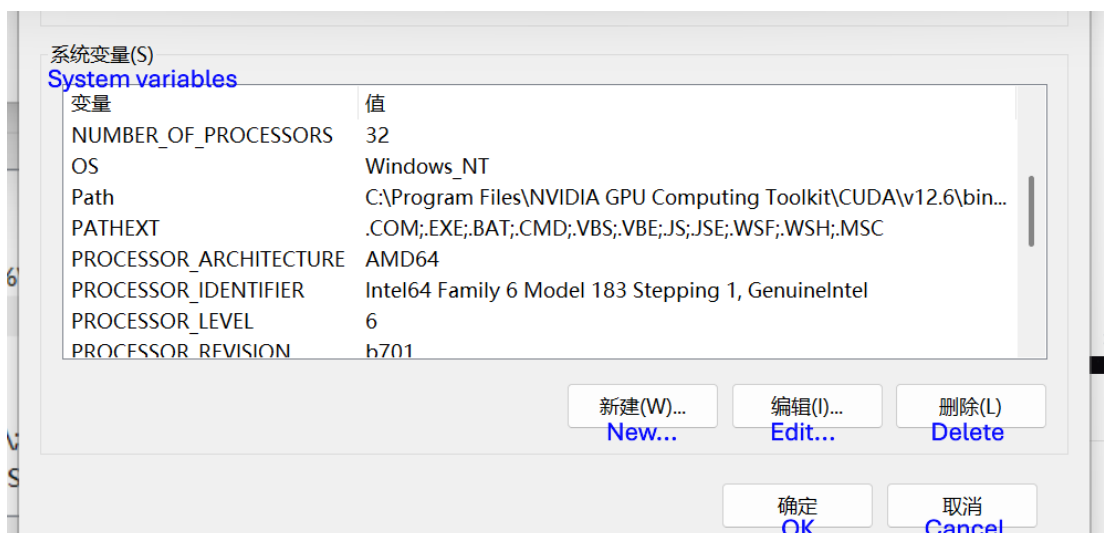 系统变量(S)
System variables
变量 值
NUMBER_OF_PROCESSORS 32
OS Windows_NT
Path C:\Program Files\NVIDIA GPU Computing Toolkit\CUDA\v12.6\bin...
PATHEXT .COM;.EXE;.BAT;.CMD;.VBS;.VBE;.JS;.JSE;.WSF;.WSH;.MSC
PROCESSOR_ARCHITECTURE AMD64
PROCESSOR_IDENTIFIER Intel64 Family 6 Model 183 Stepping 1, GenuineIntel
PROCESSOR_LEVEL 6
PROCESSOR_REVISION b701
新建(W)... 编辑(I)... 删除(L)
New... Edit... Delete
确定 取消
OK Cancel